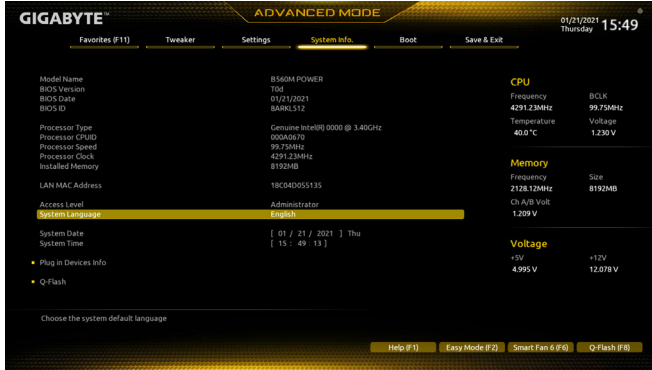 GIGABYTE™
ADVANCED MODE
01/21/2021 Thursday 15:49
Favorites (F11) Tweaker Settings System Info. Boot Save & Exit
Model Name B560M POWER
BIOS Version T0d
BIOS Date 01/21/2021
BIOS ID 8ARKL512
Processor Type Genuine Intel(R) 0000 @ 3.40GHz
Processor CPUID 000A0670
Processor Speed 99.75MHz
Processor Clock 4291.23MHz
Installed Memory 8192MB
LAN MAC Address 18C04D055135
Access Level Administrator
System Language English
System Date [ 01 / 21 / 2021 ] Thu
System Time [ 15 : 49 : 13 ]
Plug in Devices Info
Q-Flash
Choose the system default language
CPU
Frequency BCLK
4291.23MHz 99.75MHz
Temperature Voltage
40.0 °C 1.230 V
Memory
Frequency Size
2128.12MHz 8192MB
Ch A/B Volt
1.209 V
Voltage
+5V +12V
4.995 V 12.078 V
Help (F1) Easy Mode (F2) Smart Fan 6 (F6) Q-Flash (F8)